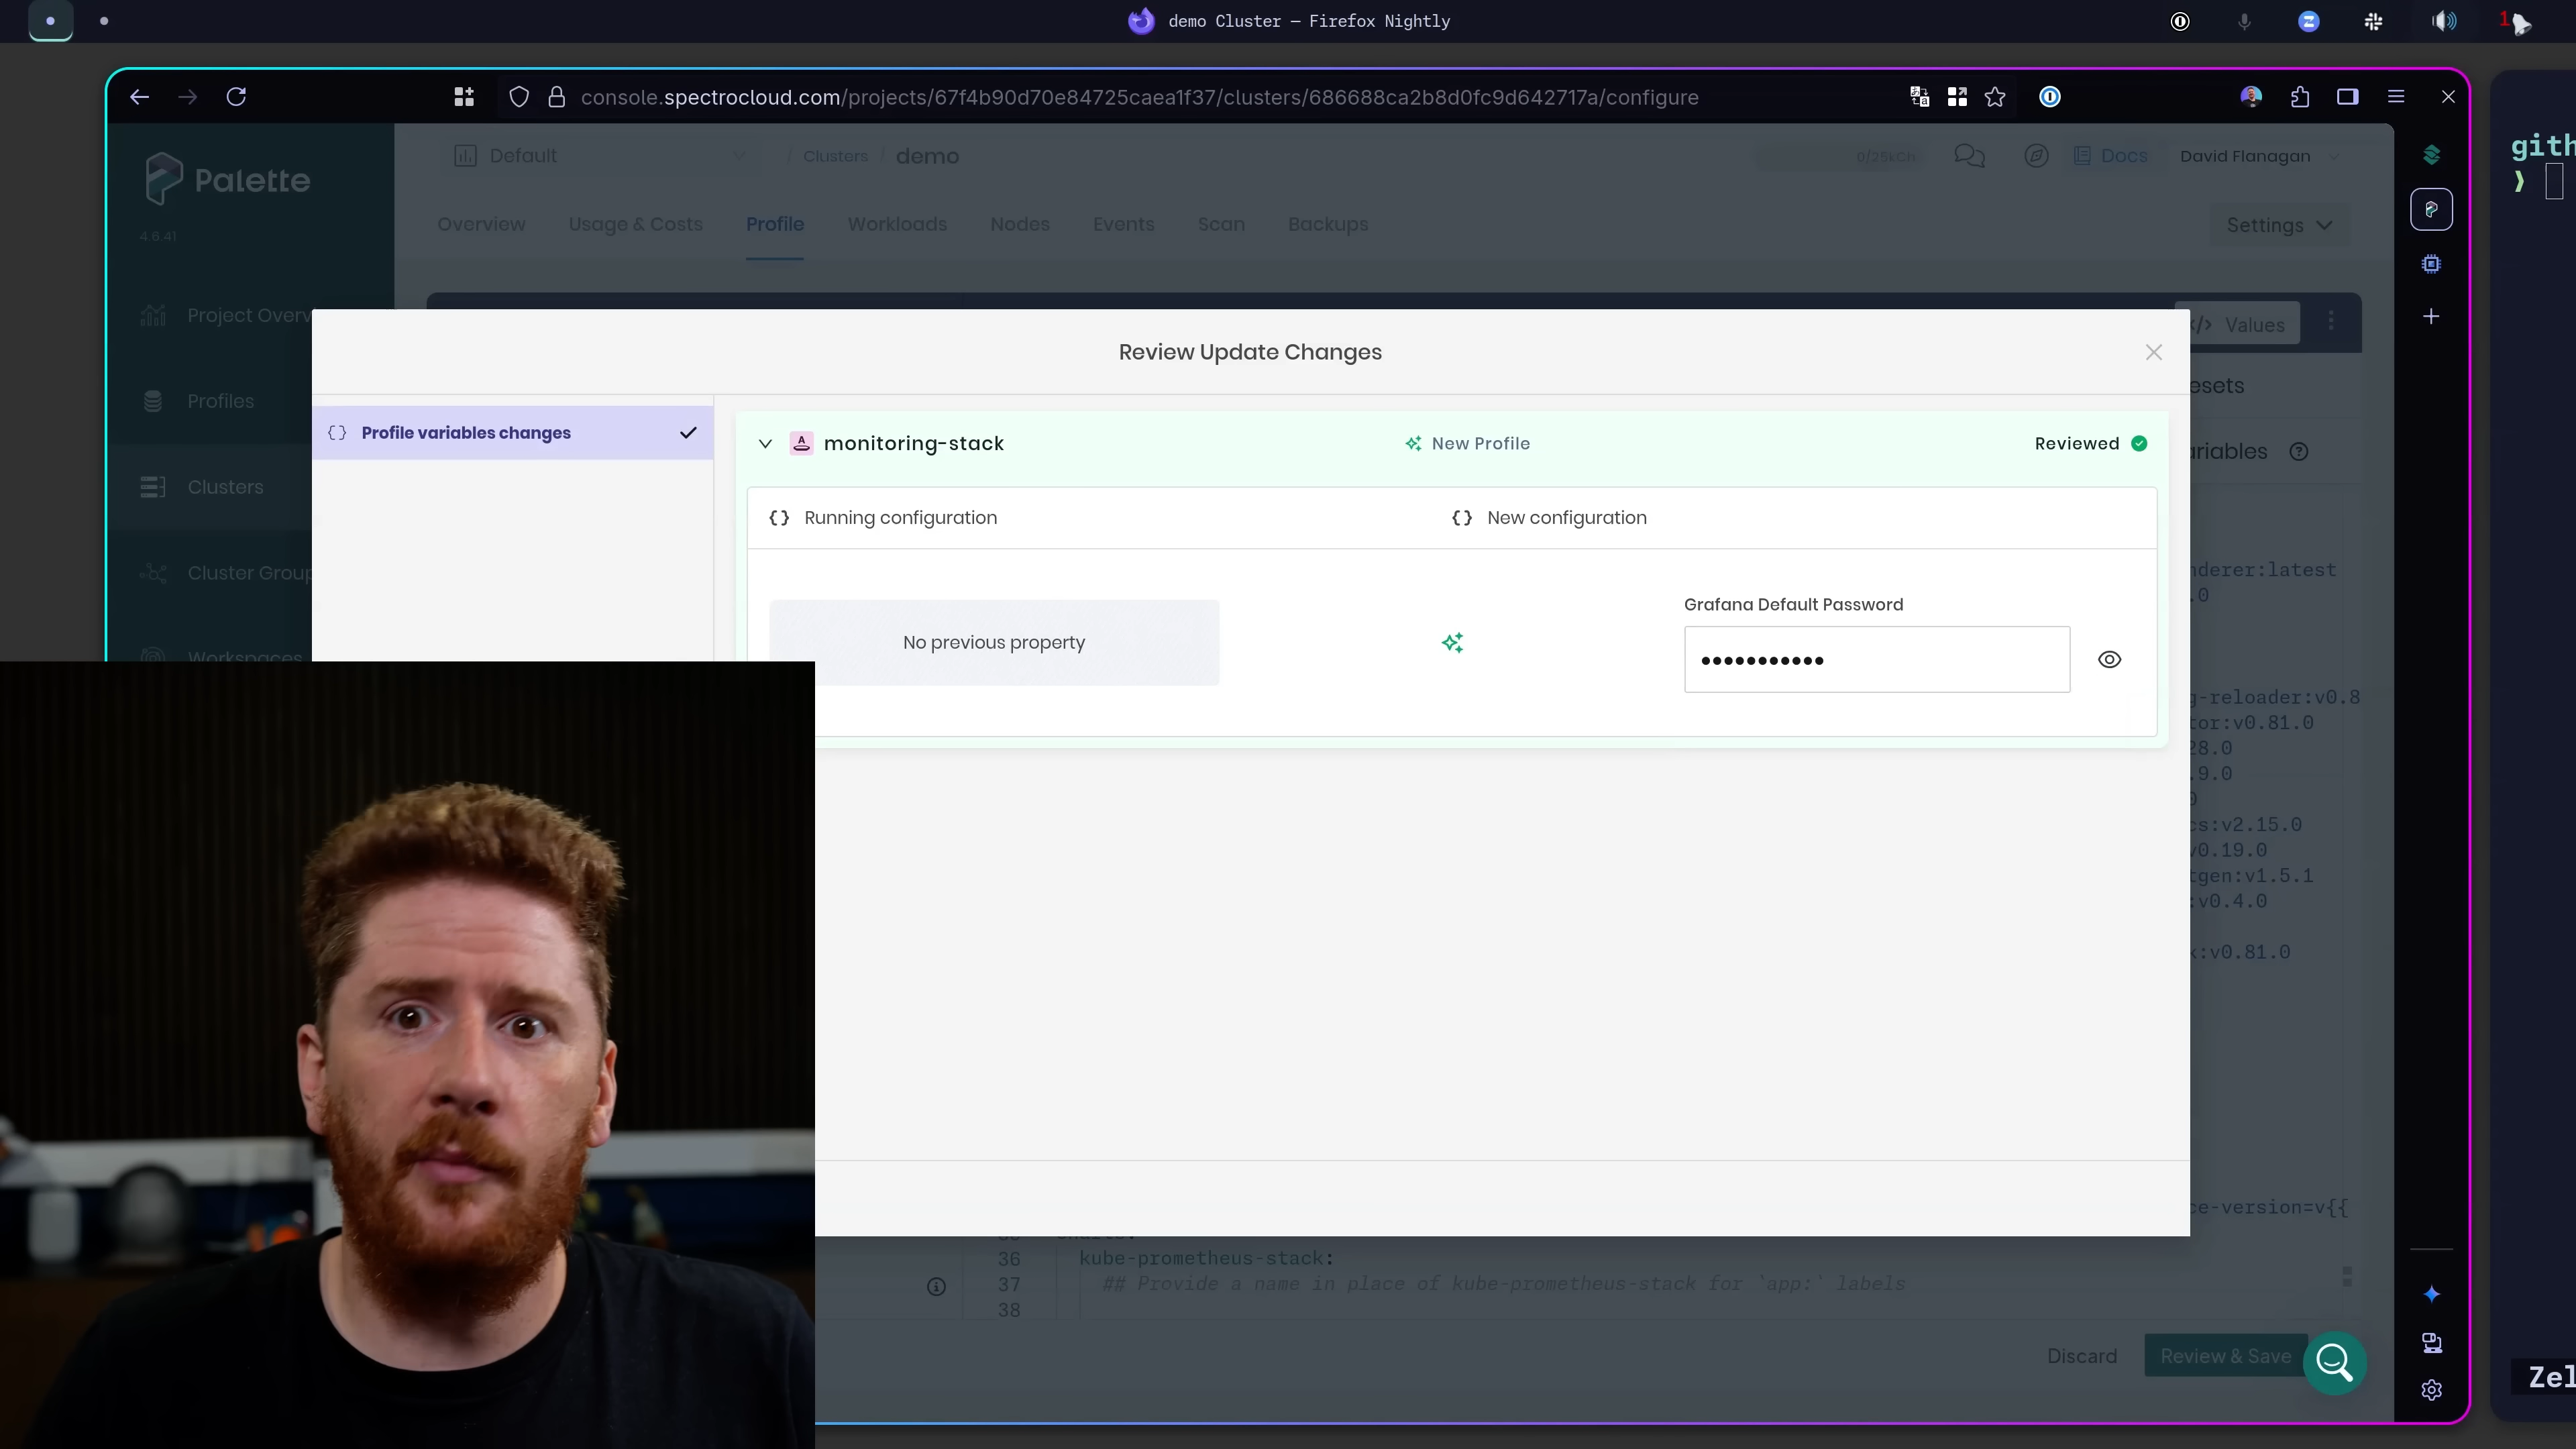 demo Cluster — Firefox Nightly
1
console.spectrocloud.com/projects/67f4b90d70e84725caea1f37/clusters/686688ca2b8d0fc9d642717a/configure
gith
Palette
4.6.41
Default
/ Clusters / demo
0/25kCh
Docs
David Flanagan
Overview
Usage & Costs
Profile
Workloads
Nodes
Events
Scan
Backups
Settings
Project Overv
Profiles
Clusters
Cluster Group
Workspaces
</> Values
esets
ariables
Review Update Changes
{} Profile variables changes
monitoring-stack
New Profile
Reviewed
{} Running configuration
{} New configuration
No previous property
Grafana Default Password
•••••••••••
nderer:latest
.0
g-reloader:v0.8
tor:v0.81.0
28.0
.9.0
0
cs:v2.15.0
v0.19.0
tgen:v1.5.1
:v0.4.0
k:v0.81.0
ce-version=v{{
36 kube-prometheus-stack:
37 ## Provide a name in place of kube-prometheus-stack for `app:` labels
38
Discard
Review & Save
Zel